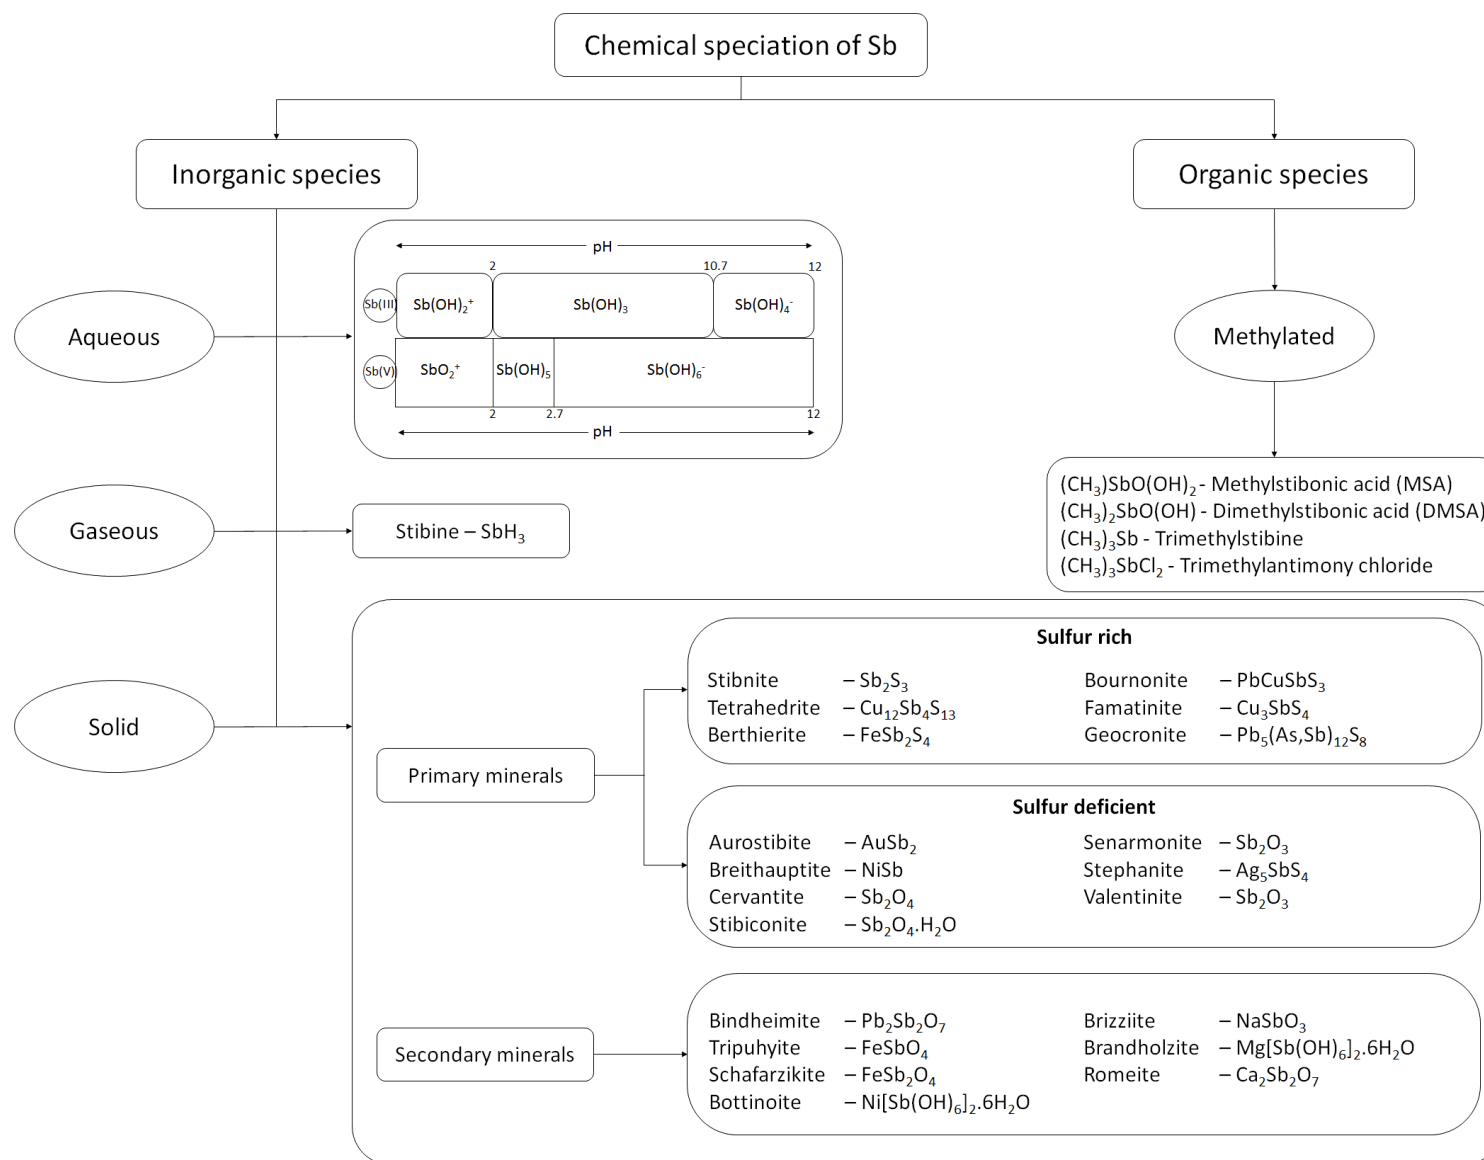 Chemical speciation of Sb
Inorganic species
Organic species
pH
2 10.7 12
Sb(III) Sb(OH)₂⁺ Sb(OH)₃ Sb(OH)₄⁻
Aqueous
Sb(V) SbO₂⁺ Sb(OH)₅ Sb(OH)₆⁻
2 2.7 12
pH
Methylated
(CH₃)SbO(OH)₂ - Methylstibonic acid (MSA)
(CH₃)₂SbO(OH) - Dimethylstibonic acid (DMSA)
(CH₃)₃Sb - Trimethylstibine
(CH₃)₃SbCl₂ - Trimethylantimony chloride
Gaseous
Stibine – SbH₃
Solid
Primary minerals
Sulfur rich
Stibnite – Sb₂S₃ Bournonite – PbCuSbS₃
Tetrahedrite – Cu₁₂Sb₄S₁₃ Famatinite – Cu₃SbS₄
Berthierite – FeSb₂S₄ Geocronite – Pb₅(As,Sb)₁₂S₈
Sulfur deficient
Aurostibite – AuSb₂ Senarmonite – Sb₂O₃
Breithauptite – NiSb Stephanite – Ag₅SbS₄
Cervantite – Sb₂O₄ Valentinite – Sb₂O₃
Stibiconite – Sb₂O₄.H₂O
Secondary minerals
Bindheimite – Pb₂Sb₂O₇ Brizziite – NaSbO₃
Tripuhyite – FeSbO₄ Brandholzite – Mg[Sb(OH)₆]₂.6H₂O
Schafarzikite – FeSb₂O₄ Romeite – Ca₂Sb₂O₇
Bottinoite – Ni[Sb(OH)₆]₂.6H₂O